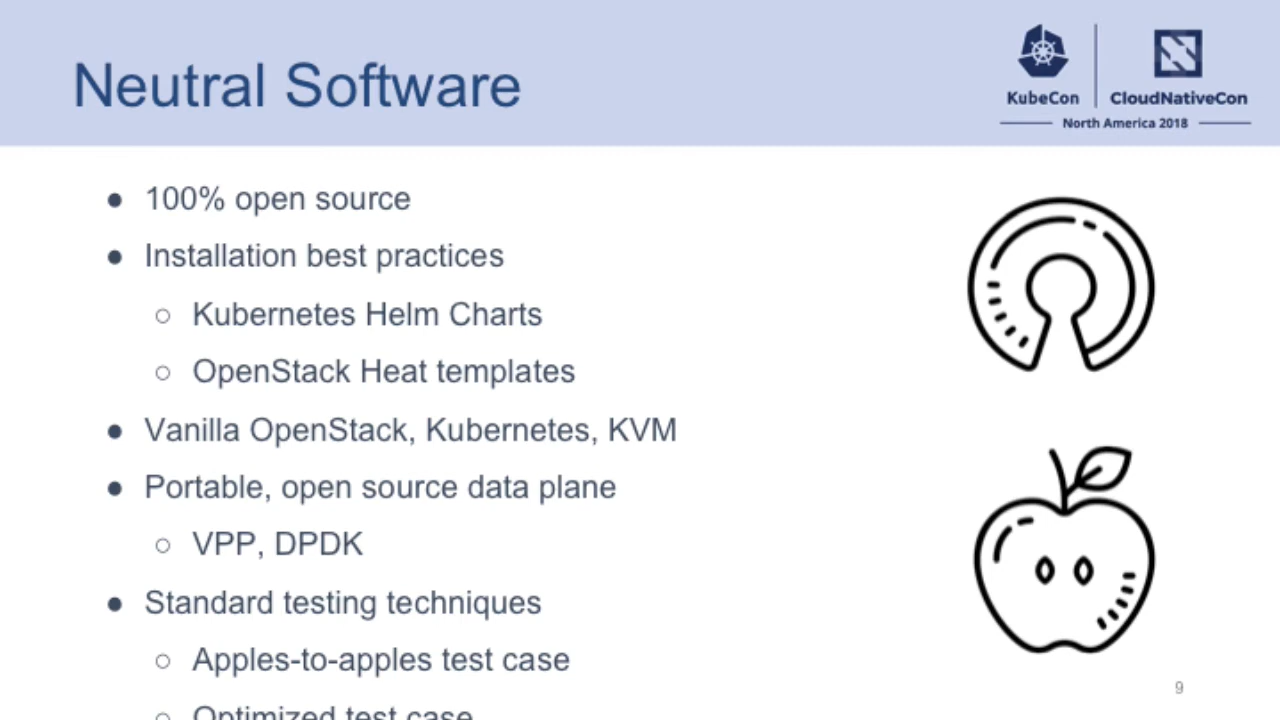 Neutral Software
KubeCon
CloudNativeCon
North America 2018
● 100% open source
● Installation best practices
○ Kubernetes Helm Charts
○ OpenStack Heat templates
● Vanilla OpenStack, Kubernetes, KVM
● Portable, open source data plane
○ VPP, DPDK
● Standard testing techniques
○ Apples-to-apples test case
○ Optimized test case
9